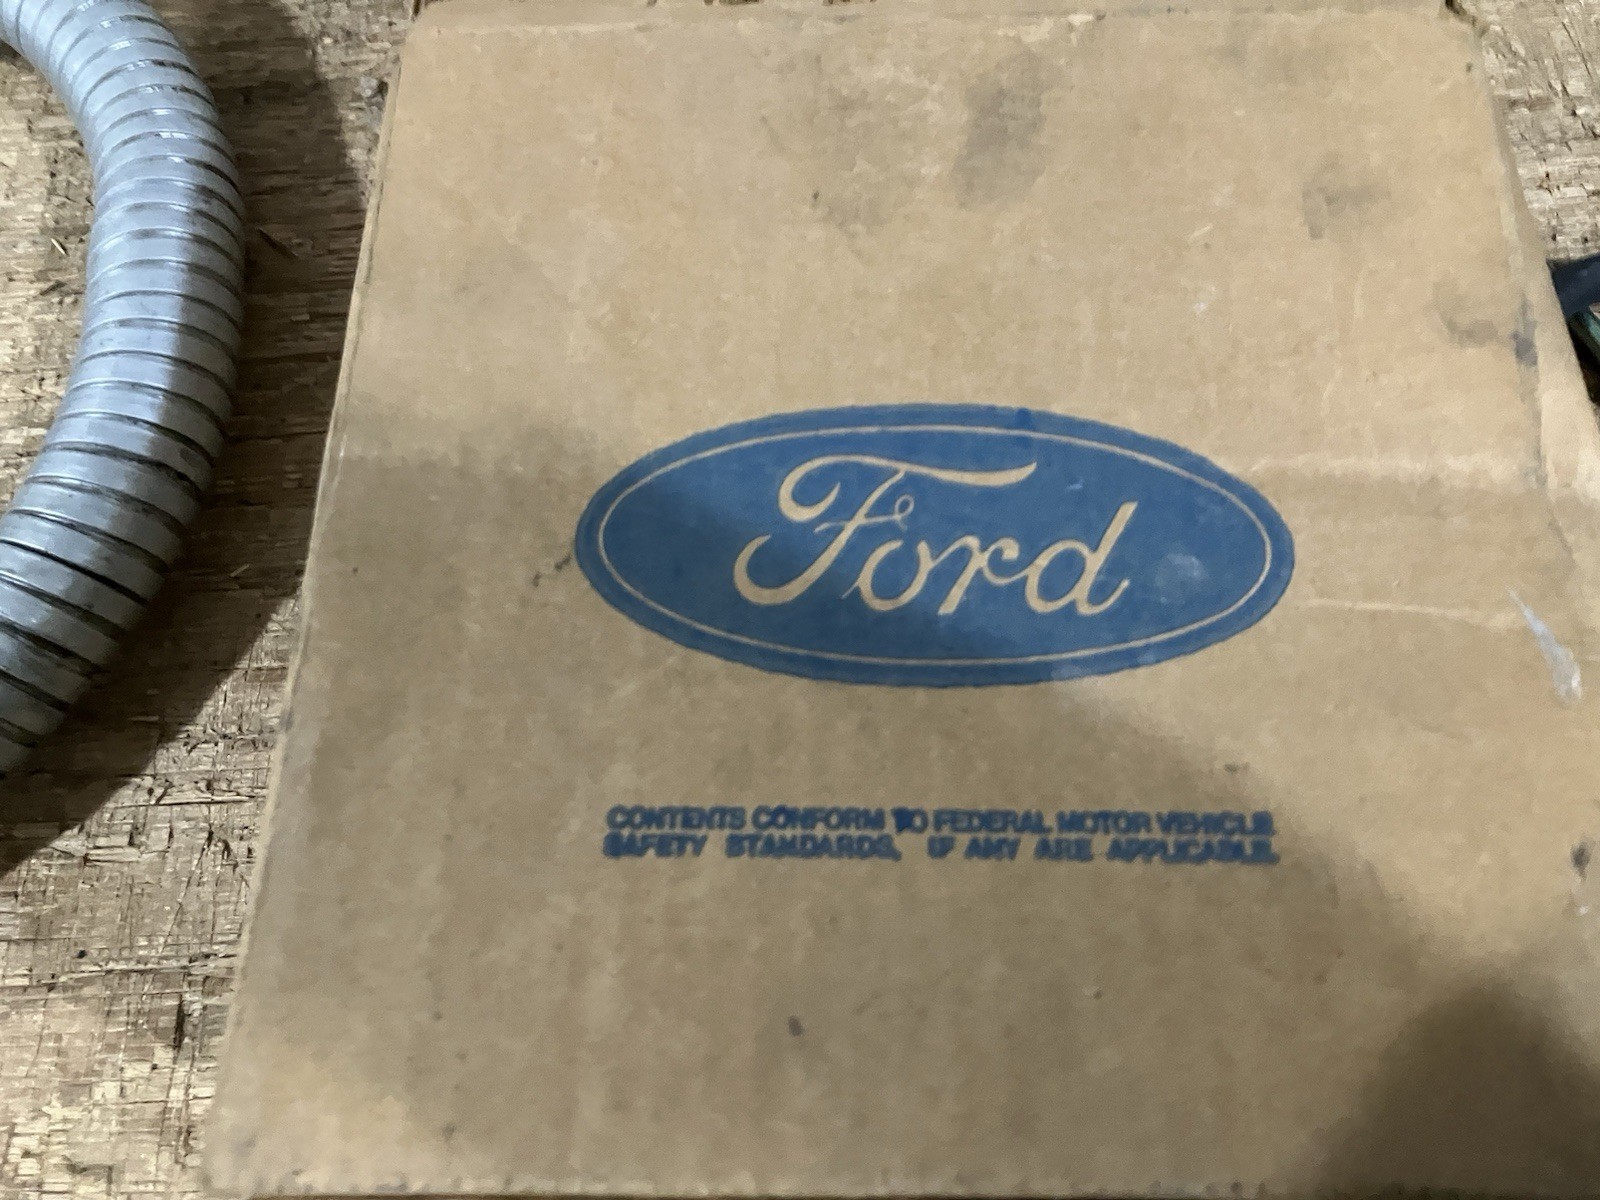 Ford
CONTENTS CONFORM TO FEDERAL MOTOR VEHICLE
SAFETY STANDARDS, IF ANY ARE APPLICABLE.